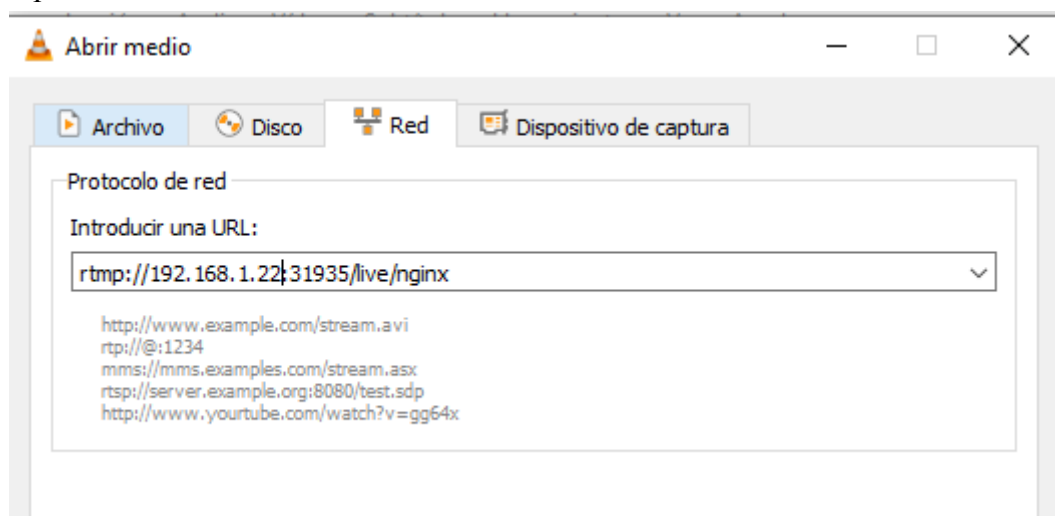 Abrir medio
Archivo Disco Red Dispositivo de captura
Protocolo de red
Introducir una URL:
rtmp://192.168.1.22:31935/live/nginx
http://www.example.com/stream.avi
rtp://@:1234
mms://mms.examples.com/stream.asx
rtsp://server.example.org:8080/test.sdp
http://www.yourtube.com/watch?v=gg64x